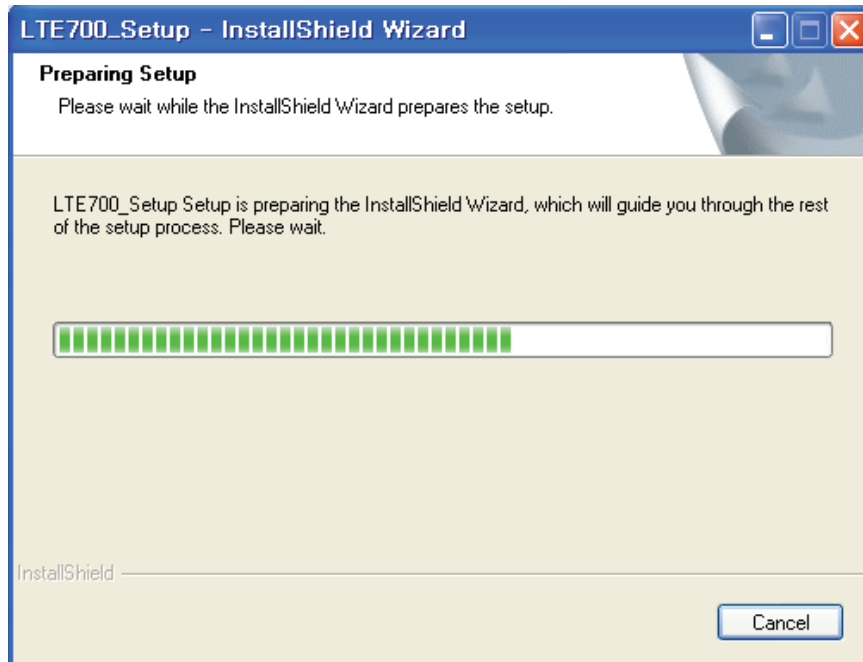 LTE700_Setup - InstallShield Wizard
Preparing Setup
Please wait while the InstallShield Wizard prepares the setup.
LTE700_Setup Setup is preparing the InstallShield Wizard, which will guide you through the rest
of the setup process. Please wait.
InstallShield
Cancel